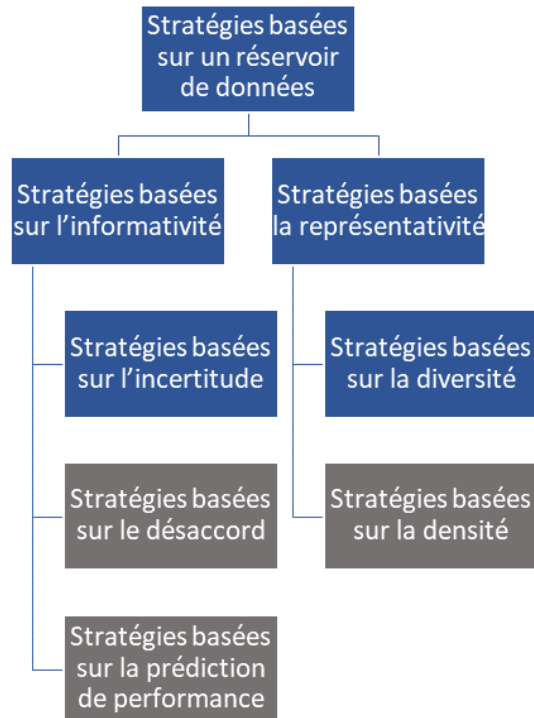 Stratégies basées
sur un réservoir
de données
Stratégies basées
sur l'informativité
Stratégies basées
la représentativité
Stratégies basées
sur l'incertitude
Stratégies basées
sur la diversité
Stratégies basées
sur le désaccord
Stratégies basées
sur la densité
Stratégies basées
sur la prédiction
de performance